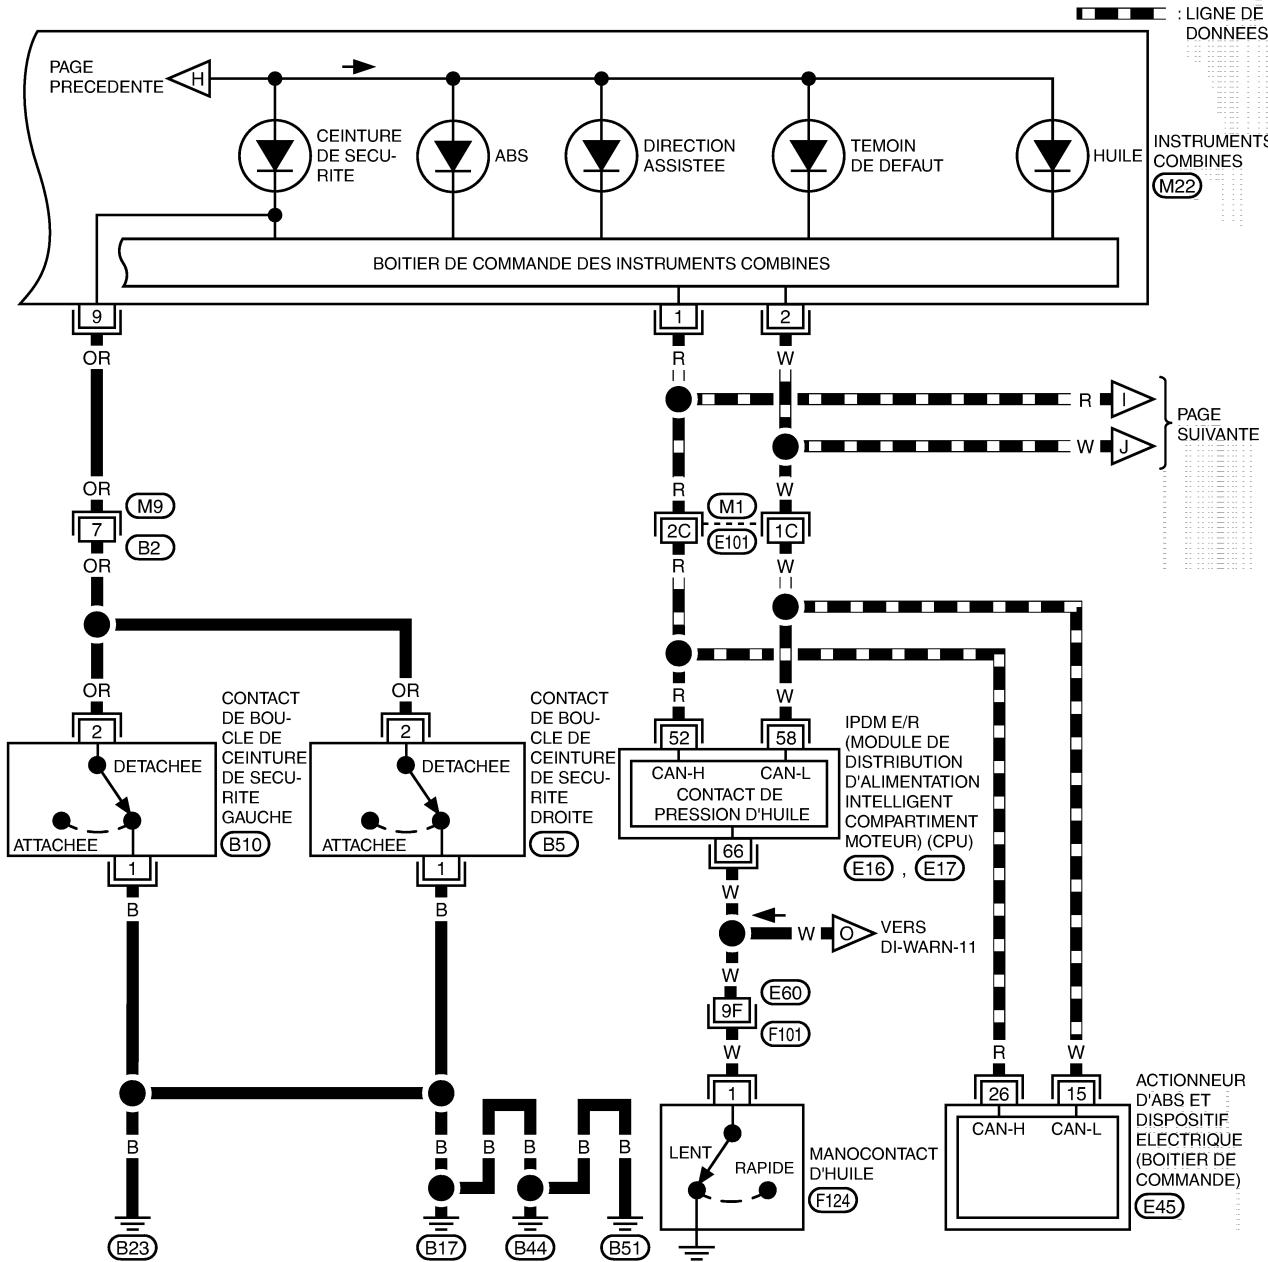 : LIGNE DE
DONNEES
PAGE
PRECEDENTE
H
CEINTURE
DE SECU-
RITE
ABS
DIRECTION
ASSISTEE
TEMOIN
DE DEFAUT
HUILE
INSTRUMENTS
COMBINES
M22
BOITIER DE COMMANDE DES INSTRUMENTS COMBINES
9
1
2
OR
R
W
R
I
W
J
PAGE
SUIVANTE
OR
R
W
M9
7
B2
M1
2C
1C
E101
OR
R
W
OR
OR
R
W
2
2
52
58
CONTACT
DE BOU-
CLE DE
CEINTURE
DE SECU-
RITE
GAUCHE
B10
CONTACT
DE BOU-
CLE DE
CEINTURE
DE SECU-
RITE
DROITE
B5
IPDM E/R
(MODULE DE
DISTRIBUTION
D'ALIMENTATION
INTELLIGENT
COMPARTIMENT
MOTEUR) (CPU)
E16 , E17
DETACHEE
ATTACHEE
DETACHEE
ATTACHEE
CAN-H
CAN-L
CONTACT DE
PRESSION D'HUILE
1
1
66
B
B
W
W
O
VERS
DI-WARN-11
W
E60
9F
F101
W
R
W
1
26
15
B
B
B
B
B
B
LENT
RAPIDE
MANOCONTACT
D'HUILE
F124
CAN-H
CAN-L
ACTIONNEUR
D'ABS ET
DISPOSITIF
ELECTRIQUE
(BOITIER DE
COMMANDE)
E45
B23
B17
B44
B51